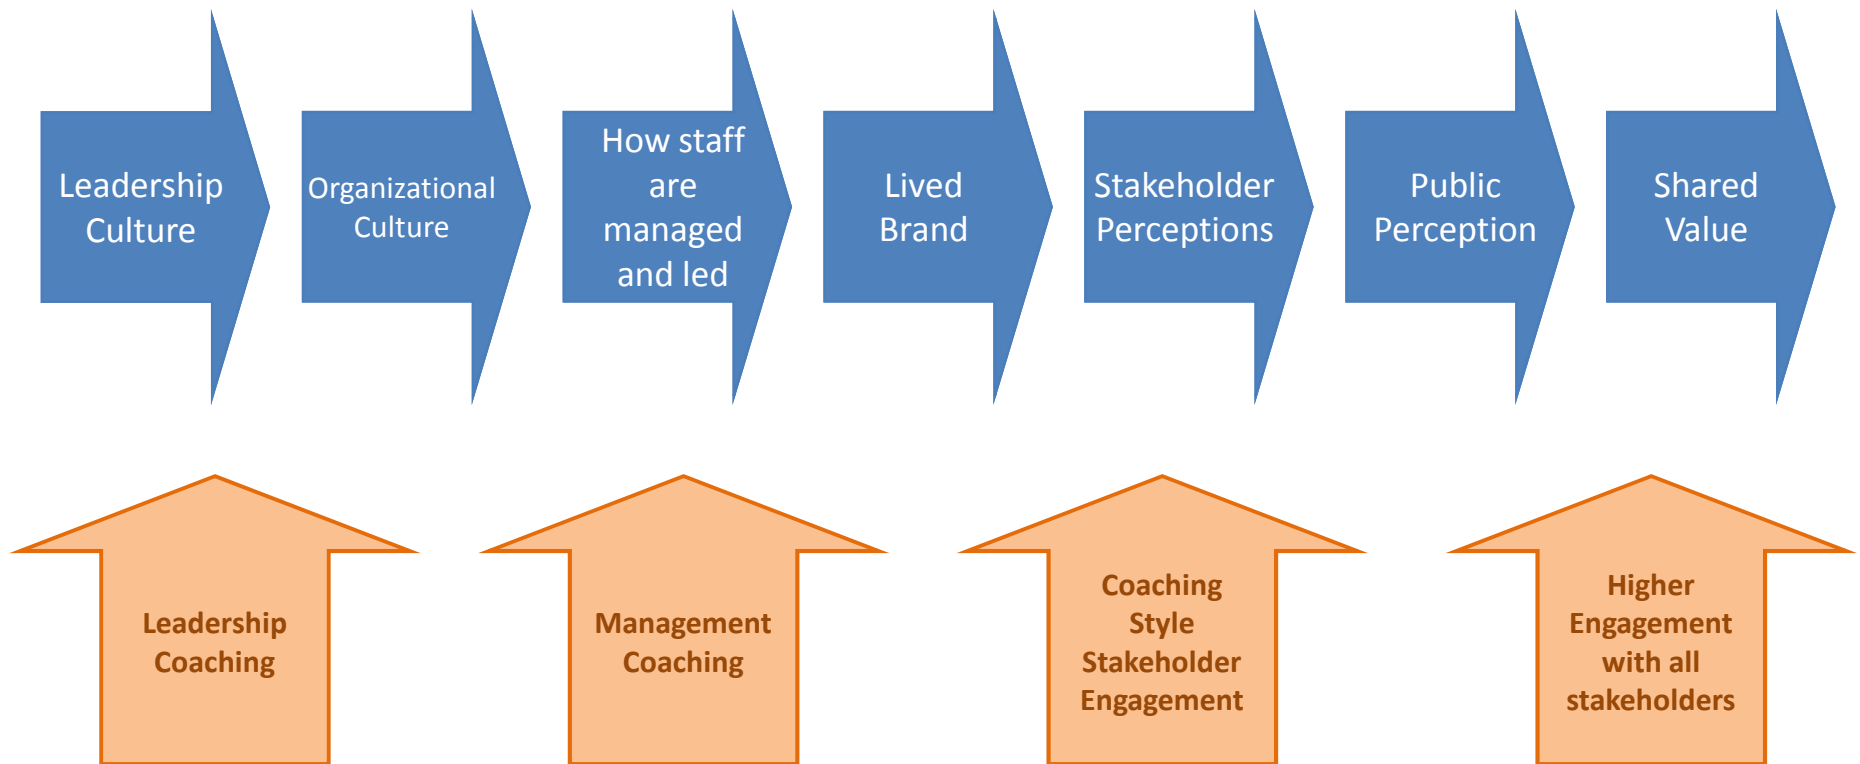 Leadership
Culture
Organizational
Culture
How staff
are
managed
and led
Lived
Brand
Stakeholder
Perceptions
Public
Perception
Shared
Value
Leadership
Coaching
Management
Coaching
Coaching
Style
Stakeholder
Engagement
Higher
Engagement
with all
stakeholders